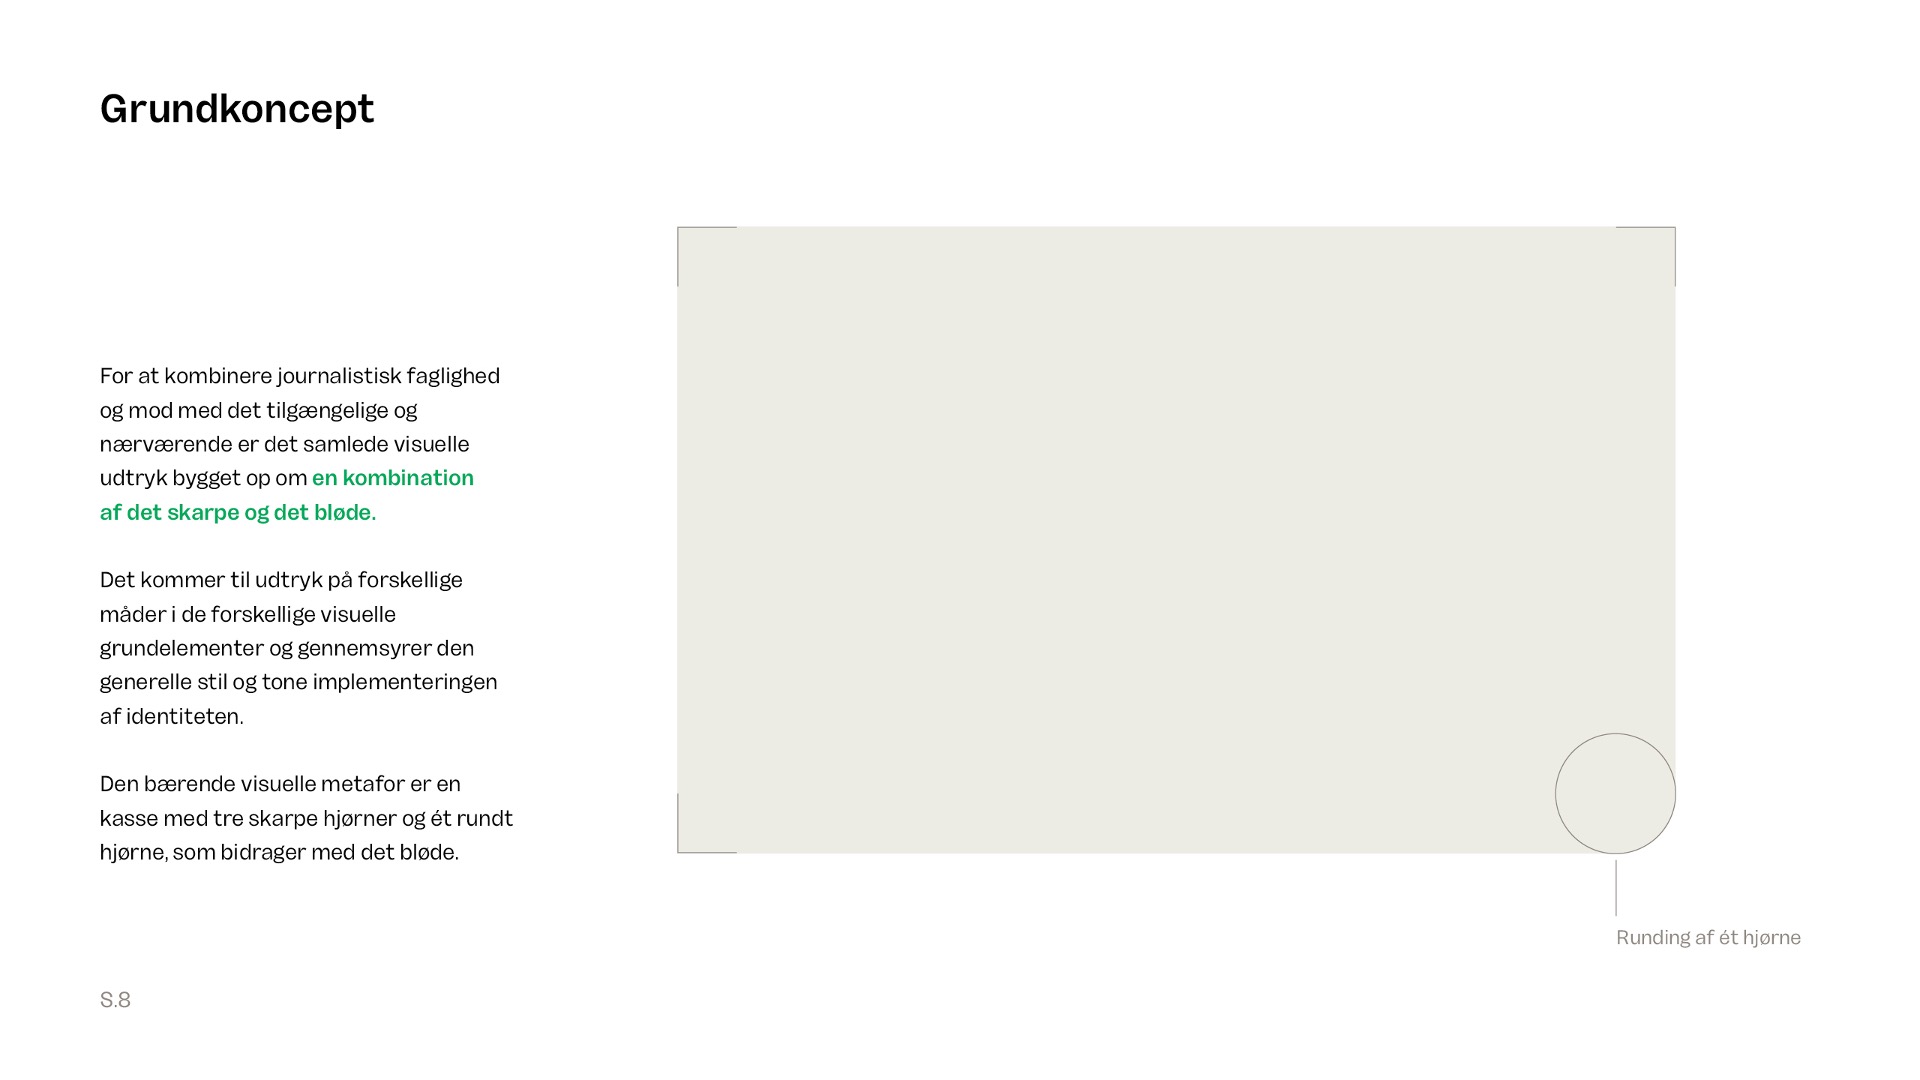 Grundkoncept
For at kombinere journalistisk faglighed
og mod med det tilgængelige og
nærværende er det samlede visuelle
udtryk bygget op om en kombination
af det skarpe og det bløde.
Det kommer til udtryk på forskellige
måder i de forskellige visuelle
grundelementer og gennemsyrer den
generelle stil og tone implementeringen
af identiteten.
Den bærende visuelle metafor er en
kasse med tre skarpe hjørner og ét rundt
hjørne, som bidrager med det bløde.
Runding af ét hjørne
S.8